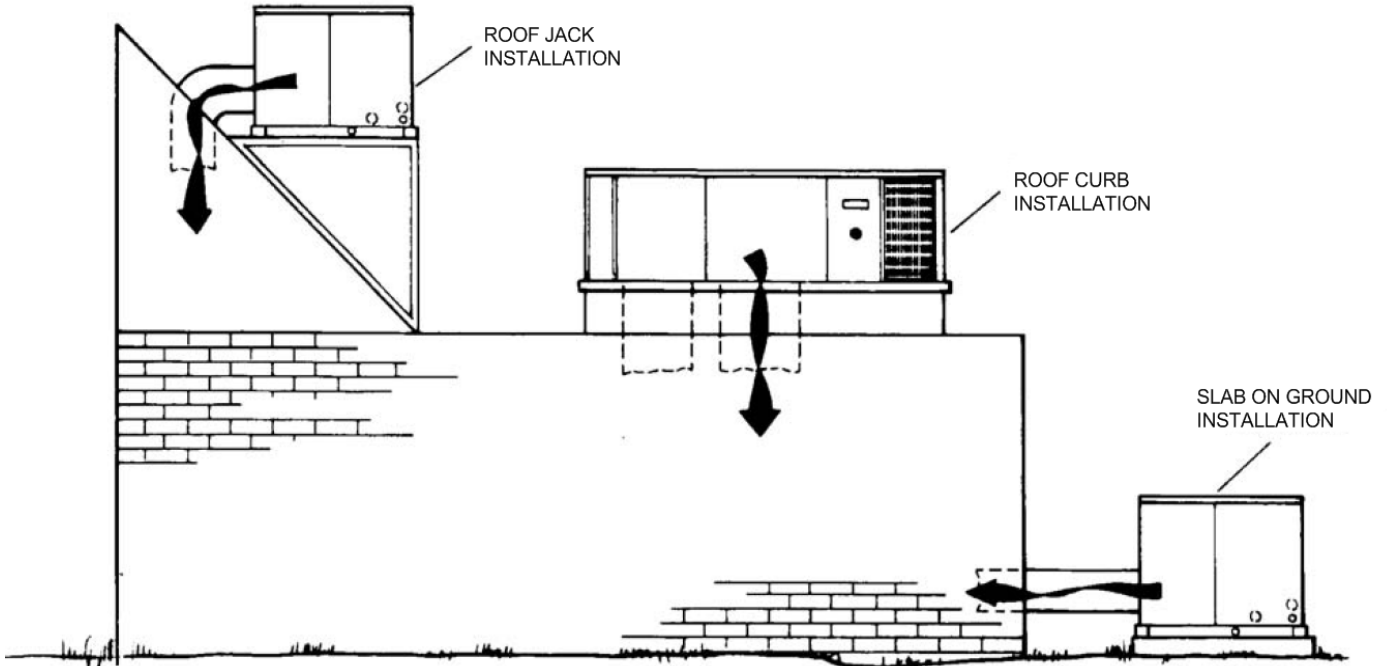 ROOF JACK
INSTALLATION
ROOF CURB
INSTALLATION
SLAB ON GROUND
INSTALLATION